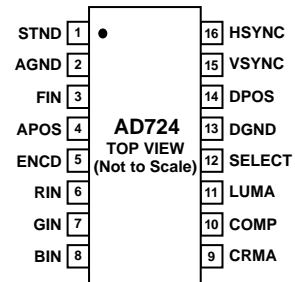 STND 1 16 HSYNC
AGND 2 15 VSYNC
FIN 3 14 DPOS
APOS 4 AD724 13 DGND
TOP VIEW
ENCD 5 (Not to Scale) 12 SELECT
RIN 6 11 LUMA
GIN 7 10 COMP
BIN 8 9 CRMA